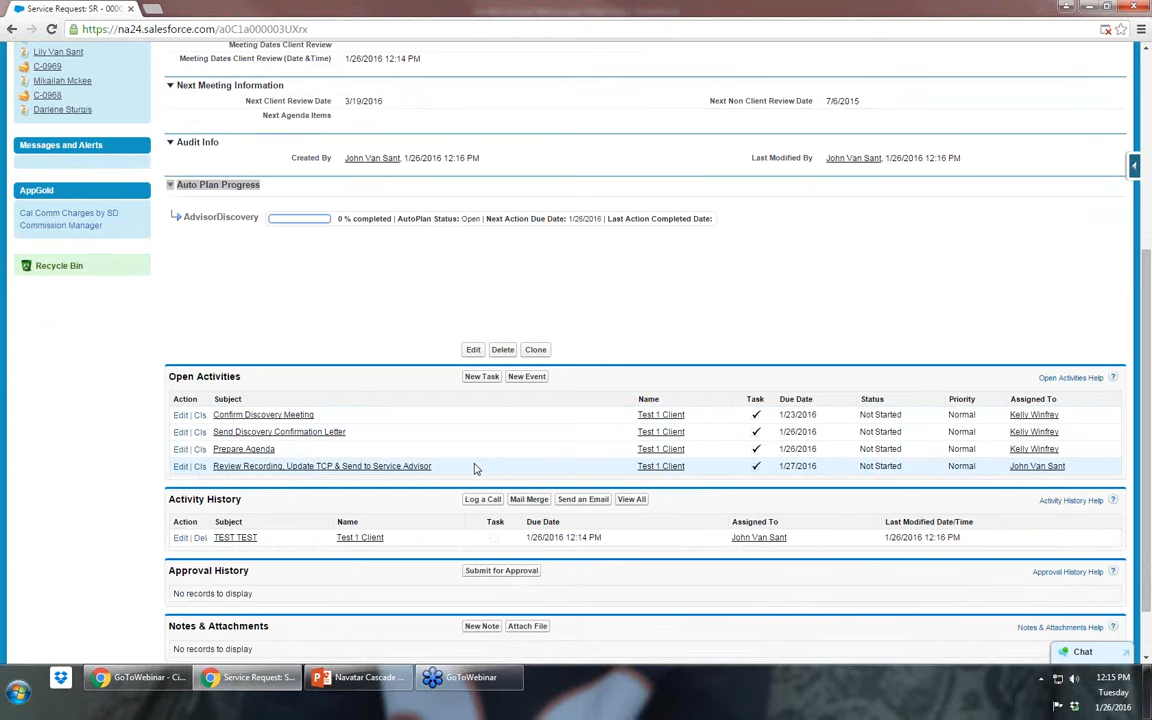 Service Request: SR - 0000
https://na24.salesforce.com/a0C1a000003UXrx
Lily Van Sant
C-0969
Mikailah Mckee
C-0968
Darlene Sturgis
Messages and Alerts
AppGold
Cal Comm Charges by SD
Commission Manager
Recycle Bin
Meeting Dates Client Review
Meeting Dates Client Review (Date &Time) 1/26/2016 12:14 PM
Next Meeting Information
Next Client Review Date 3/19/2016 Next Non Client Review Date 7/6/2015
Next Agenda Items
Audit Info
Created By John Van Sant, 1/26/2016 12:16 PM Last Modified By John Van Sant, 1/26/2016 12:16 PM
Auto Plan Progress
AdvisorDiscovery 0 % completed | AutoPlan Status: Open | Next Action Due Date: 1/26/2016 | Last Action Completed Date:
Edit Delete Clone
Open Activities New Task New Event Open Activities Help ?
Action Subject Name Task Due Date Status Priority Assigned To
Edit | Cls Confirm Discovery Meeting Test 1 Client ✓ 1/23/2016 Not Started Normal Kelly Winfrey
Edit | Cls Send Discovery Confirmation Letter Test 1 Client ✓ 1/26/2016 Not Started Normal Kelly Winfrey
Edit | Cls Prepare Agenda Test 1 Client ✓ 1/26/2016 Not Started Normal Kelly Winfrey
Edit | Cls Review Recording, Update TCP & Send to Service Advisor Test 1 Client ✓ 1/27/2016 Not Started Normal John Van Sant
Activity History Log a Call Mail Merge Send an Email View All Activity History Help ?
Action Subject Name Task Due Date Assigned To Last Modified Date/Time
Edit | Del TEST TEST Test 1 Client 1/26/2016 12:14 PM John Van Sant 1/26/2016 12:16 PM
Approval History Submit for Approval Approval History Help ?
No records to display
Notes & Attachments New Note Attach File Notes & Attachments Help ?
No records to display
Chat
GoToWebinar - Ci... Service Request: S... Navatar Cascade ... GoToWebinar
12:15 PM
Tuesday
1/26/2016